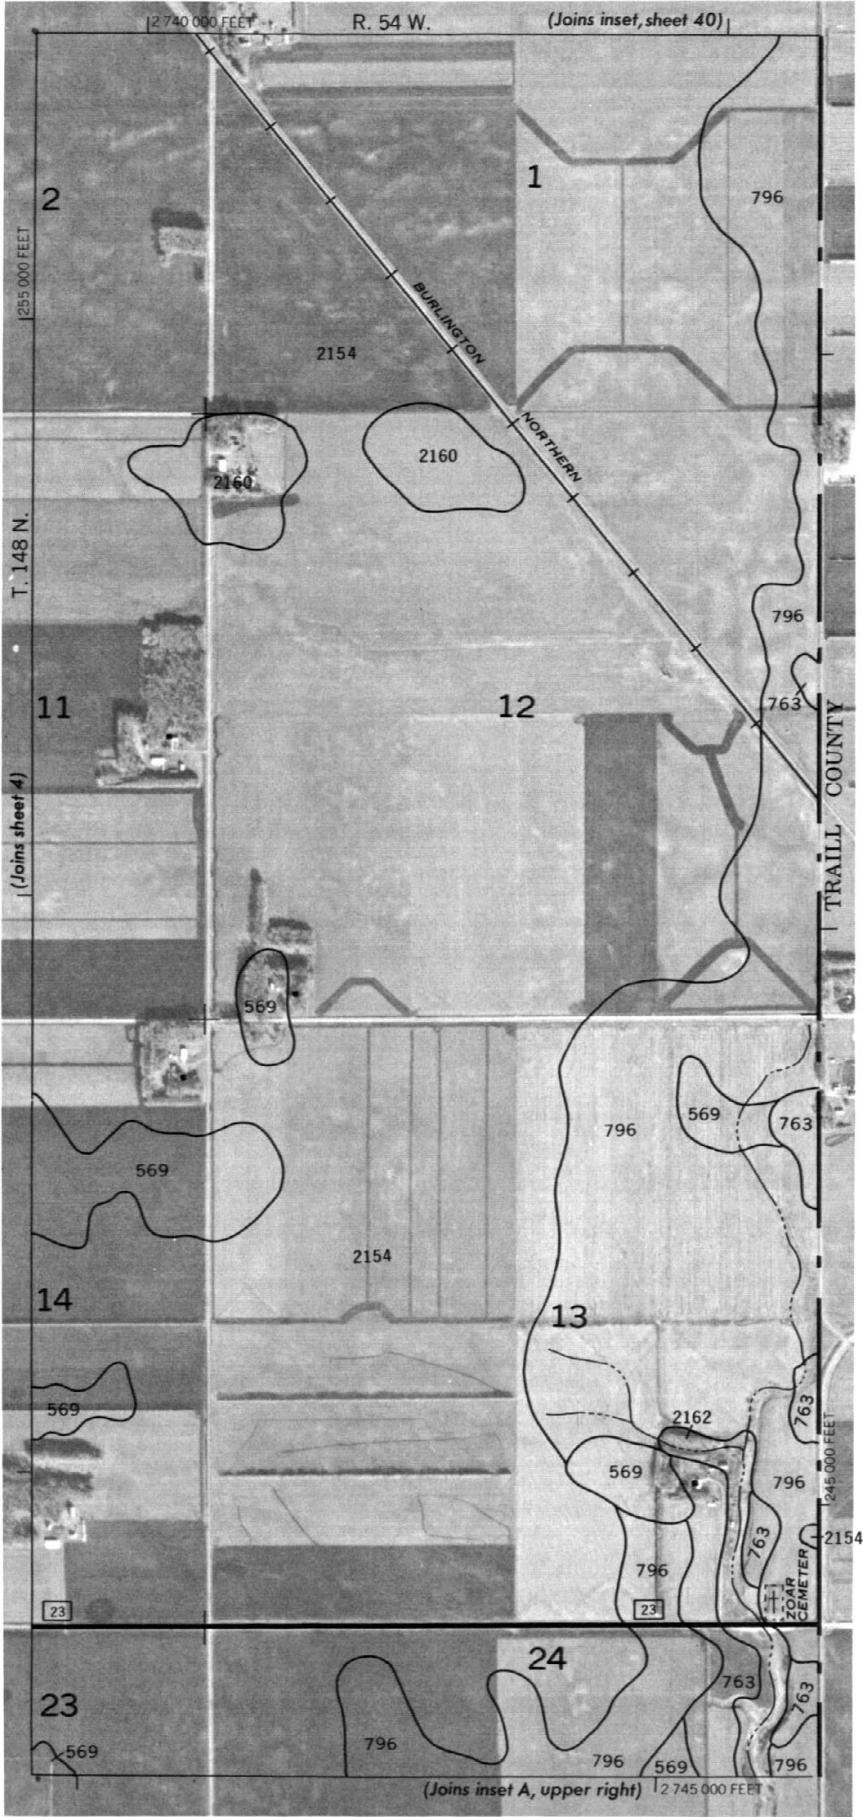 2 740 000 FEET
R. 54 W.
(Joins inset, sheet 40)
2
1
796
255 000 FEET
BURLINGTON
2154
NORTHERN
2160
2160
T. 148 N.
796
11
12
763
TRAILL COUNTY
(Joins sheet 4)
569
569
763
796
569
2154
14
13
569
763
2162
245 000 FEET
569
796
763
2154
796
ZOAR
CEMETERY
23
23
24
763
763
23
796
569
796
569
796
(Joins inset A, upper right)
2 745 000 FEET